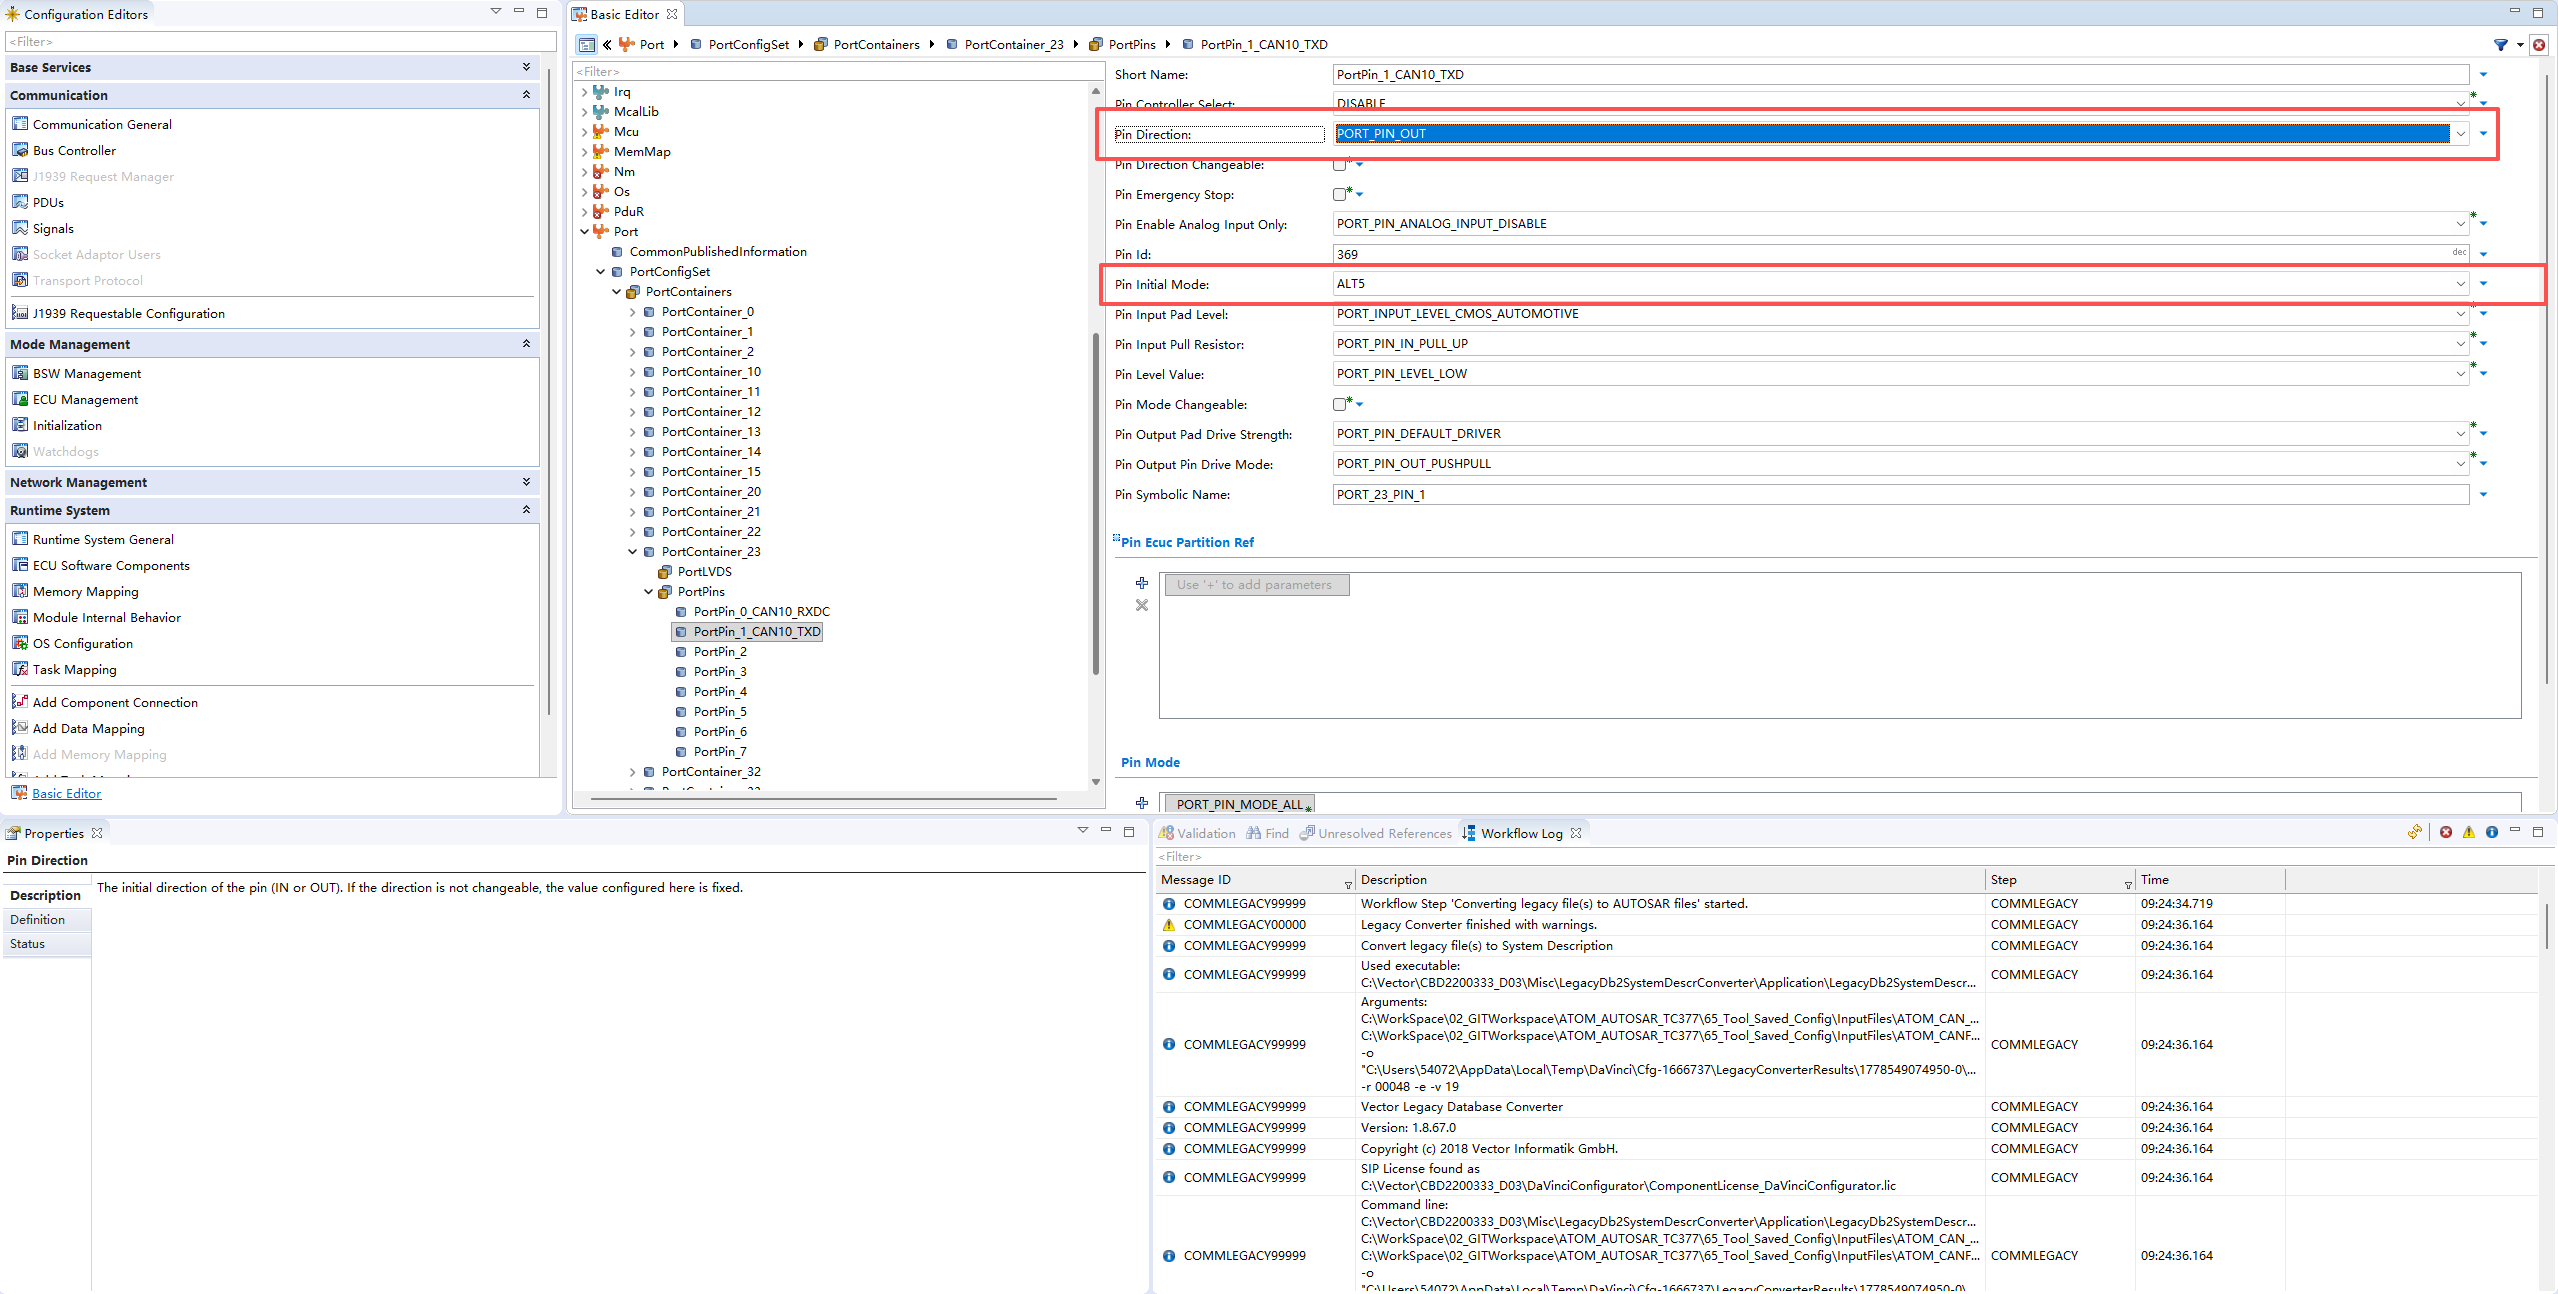 Configuration Editors
<Filter>
Base Services
Communication
Communication General
Bus Controller
J1939 Request Manager
PDUs
Signals
Socket Adaptor Users
Transport Protocol
J1939 Requestable Configuration
Mode Management
BSW Management
ECU Management
Initialization
Watchdogs
Network Management
Runtime System
Runtime System General
ECU Software Components
Memory Mapping
Module Internal Behavior
OS Configuration
Task Mapping
Add Component Connection
Add Data Mapping
Add Memory Mapping
Basic Editor
Basic Editor
Port PortConfigSet PortContainers PortContainer_23 PortPins PortPin_1_CAN10_TXD
<Filter>
Irq
McalLib
Mcu
MemMap
Nm
Os
PduR
Port
CommonPublishedInformation
PortConfigSet
PortContainers
PortContainer_0
PortContainer_1
PortContainer_2
PortContainer_10
PortContainer_11
PortContainer_12
PortContainer_13
PortContainer_14
PortContainer_15
PortContainer_20
PortContainer_21
PortContainer_22
PortContainer_23
PortLVDS
PortPins
PortPin_0_CAN10_RXDC
PortPin_1_CAN10_TXD
PortPin_2
PortPin_3
PortPin_4
PortPin_5
PortPin_6
PortPin_7
PortContainer_32
Short Name: PortPin_1_CAN10_TXD
Pin Controller Select: DISABLE
Pin Direction: PORT_PIN_OUT
Pin Direction Changeable:
Pin Emergency Stop:
Pin Enable Analog Input Only: PORT_PIN_ANALOG_INPUT_DISABLE
Pin Id: 369 dec
Pin Initial Mode: ALT5
Pin Input Pad Level: PORT_INPUT_LEVEL_CMOS_AUTOMOTIVE
Pin Input Pull Resistor: PORT_PIN_IN_PULL_UP
Pin Level Value: PORT_PIN_LEVEL_LOW
Pin Mode Changeable:
Pin Output Pad Drive Strength: PORT_PIN_DEFAULT_DRIVER
Pin Output Pin Drive Mode: PORT_PIN_OUT_PUSHPULL
Pin Symbolic Name: PORT_23_PIN_1
Pin Ecuc Partition Ref
Use '+' to add parameters
Pin Mode
PORT_PIN_MODE_ALL
Properties
Pin Direction
Description
Definition
Status
The initial direction of the pin (IN or OUT). If the direction is not changeable, the value configured here is fixed.
Validation Find Unresolved References Workflow Log
<Filter>
Message ID Description Step Time
COMMLEGACY99999 Workflow Step 'Converting legacy file(s) to AUTOSAR files' started. COMMLEGACY 09:24:34.719
COMMLEGACY00000 Legacy Converter finished with warnings. COMMLEGACY 09:24:36.164
COMMLEGACY99999 Convert legacy file(s) to System Description COMMLEGACY 09:24:36.164
Used executable:
COMMLEGACY99999 C:\Vector\CBD2200333_D03\Misc\LegacyDb2SystemDescrConverter\Application\LegacyDb2SystemDescr... COMMLEGACY 09:24:36.164
Arguments:
C:\WorkSpace\02_GITWorkspace\ATOM_AUTOSAR_TC377\65_Tool_Saved_Config\InputFiles\ATOM_CAN_...
C:\WorkSpace\02_GITWorkspace\ATOM_AUTOSAR_TC377\65_Tool_Saved_Config\InputFiles\ATOM_CANF...
COMMLEGACY99999 -o COMMLEGACY 09:24:36.164
"C:\Users\54072\AppData\Local\Temp\DaVinci\Cfg-1666737\LegacyConverterResults\1778549074950-0\...
-r 00048 -e -v 19
COMMLEGACY99999 Vector Legacy Database Converter COMMLEGACY 09:24:36.164
COMMLEGACY99999 Version: 1.8.67.0 COMMLEGACY 09:24:36.164
COMMLEGACY99999 Copyright (c) 2018 Vector Informatik GmbH. COMMLEGACY 09:24:36.164
SIP License found as
COMMLEGACY99999 C:\Vector\CBD2200333_D03\DaVinciConfigurator\ComponentLicense_DaVinciConfigurator.lic COMMLEGACY 09:24:36.164
Command line:
C:\Vector\CBD2200333_D03\Misc\LegacyDb2SystemDescrConverter\Application\LegacyDb2SystemDescr...
C:\WorkSpace\02_GITWorkspace\ATOM_AUTOSAR_TC377\65_Tool_Saved_Config\InputFiles\ATOM_CAN_...
COMMLEGACY99999 C:\WorkSpace\02_GITWorkspace\ATOM_AUTOSAR_TC377\65_Tool_Saved_Config\InputFiles\ATOM_CANF... COMMLEGACY 09:24:36.164
-o
"C:\Users\54072\AppData\Local\Temp\DaVinci\Cfg-1666737\LegacyConverterResults\1778549074950-0\...